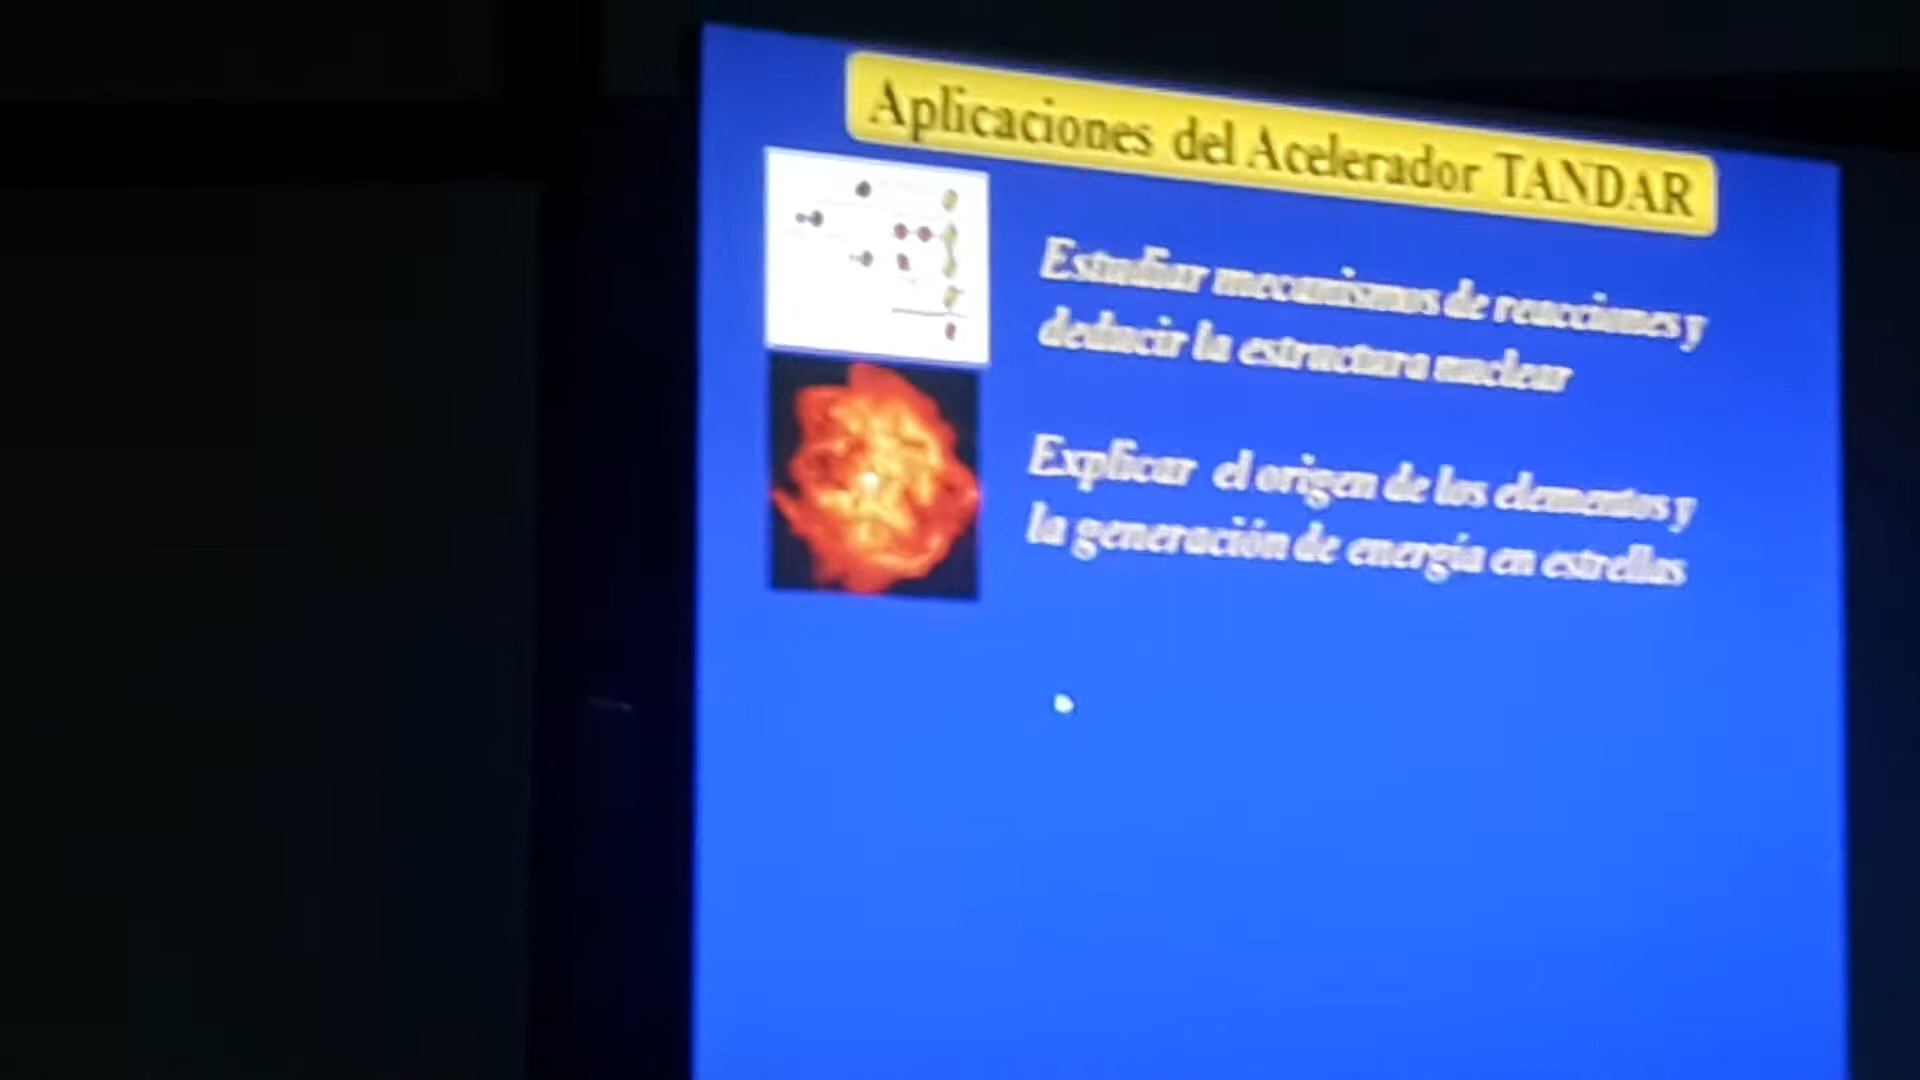 Aplicaciones del Acelerador TANDAR
Estudiar mecanismos de reacciones y
deducir la estructura nuclear
Explicar el origen de los elementos y
la generación de energía en estrellas